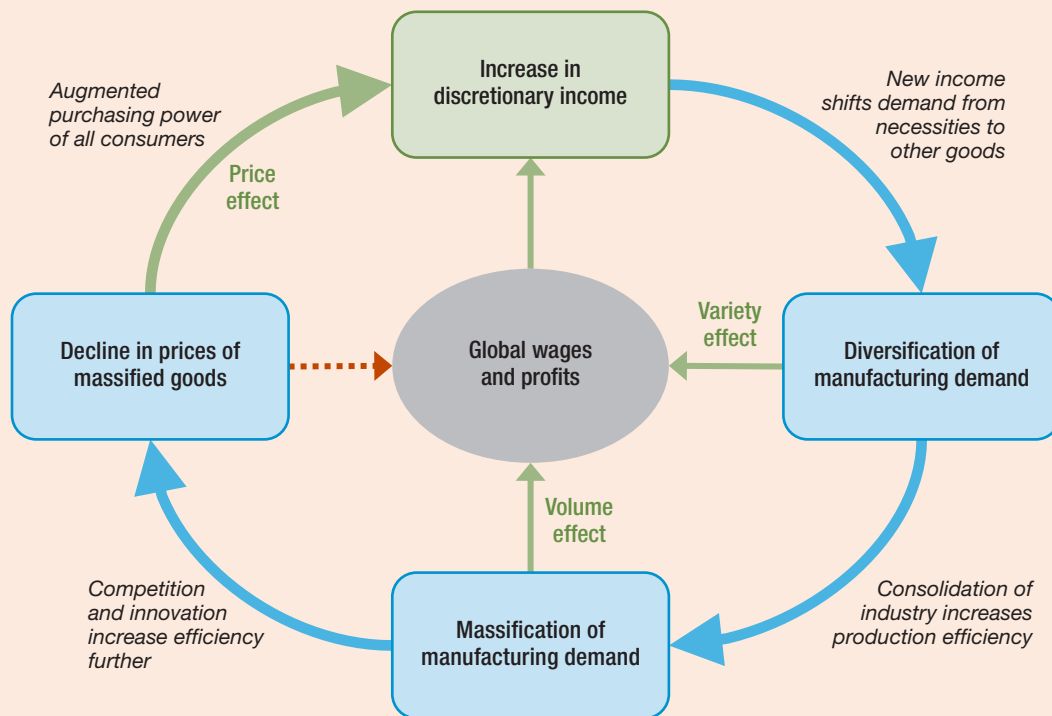 Increase in
discretionary income
Augmented
purchasing power
of all consumers
New income
shifts demand from
necessities to
other goods
Price
effect
Decline in prices of
massified goods
Global wages
and profits
Variety
effect
Diversification of
manufacturing demand
Volume
effect
Competition
and innovation
increase efficiency
further
Massification of
manufacturing demand
Consolidation of
industry increases
production efficiency